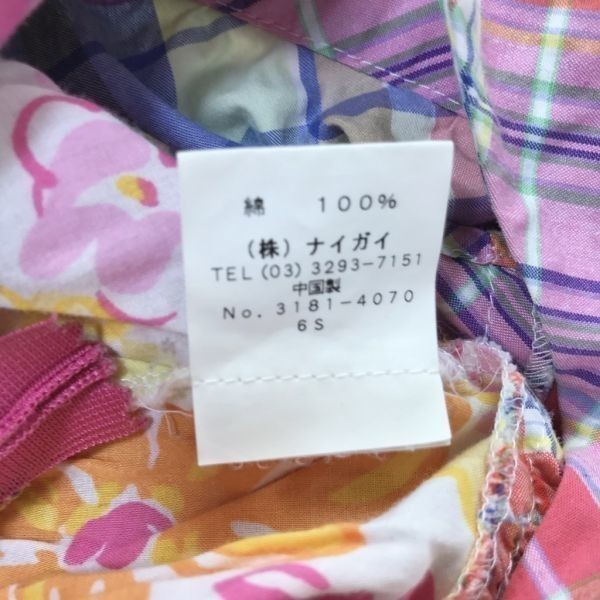 綿 100%
(株) ナイガイ
TEL (03) 3293-7151
中国製
No. 3181-4070
6S